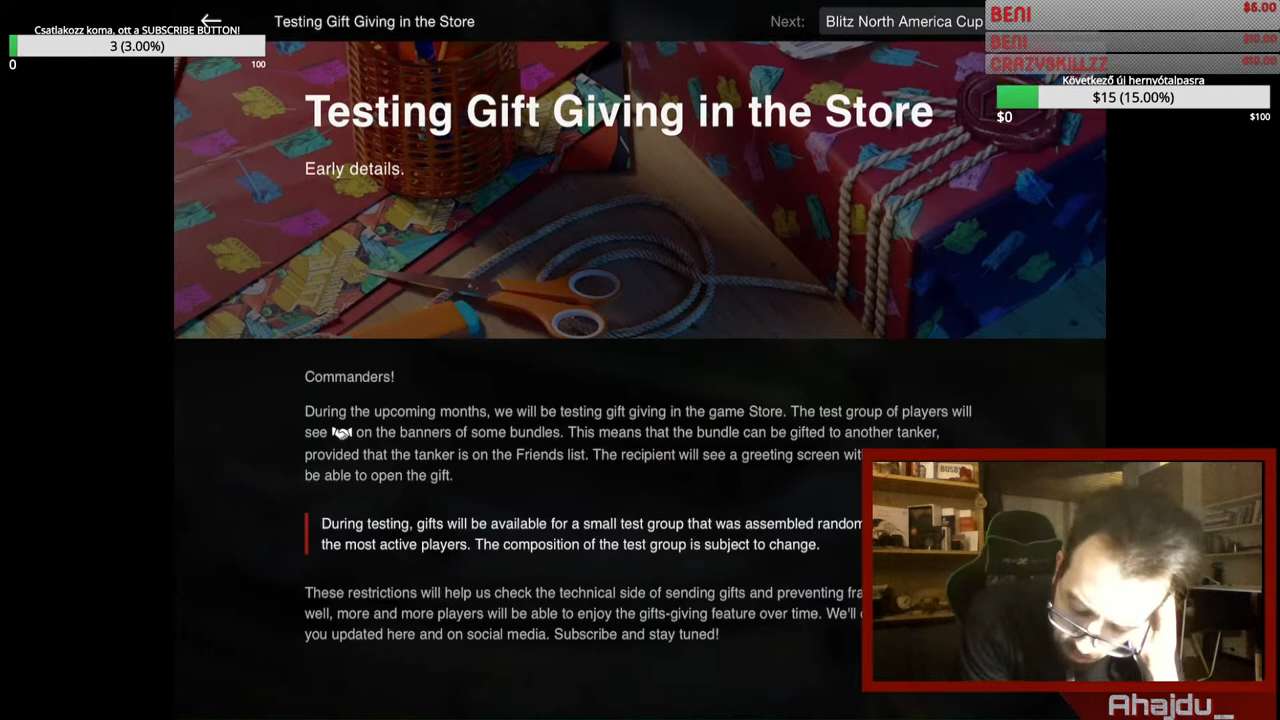 Testing Gift Giving in the Store
Next:
Blitz North America Cup
BENI
$5.00
BENI
$10.00
CRAZYSKILLZZ
$10.00
Csatlakozz koma, ott a SUBSCRIBE BUTTON!
3 (3.00%)
0
100
Következő új hernyótalpasra
$15 (15.00%)
$0
$100
Testing Gift Giving in the Store
Early details.
Commanders!
During the upcoming months, we will be testing gift giving in the game Store. The test group of players will
see on the banners of some bundles. This means that the bundle can be gifted to another tanker,
provided that the tanker is on the Friends list. The recipient will see a greeting screen
be able to open the gift.
During testing, gifts will be available for a small test group that was assembled
the most active players. The composition of the test group is subject to change.
These restrictions will help us check the technical side of sending gifts and preventing
well, more and more players will be able to enjoy the gifts-giving feature over time. We'll
you updated here and on social media. Subscribe and stay tuned!
BUSB
Ahajdu_